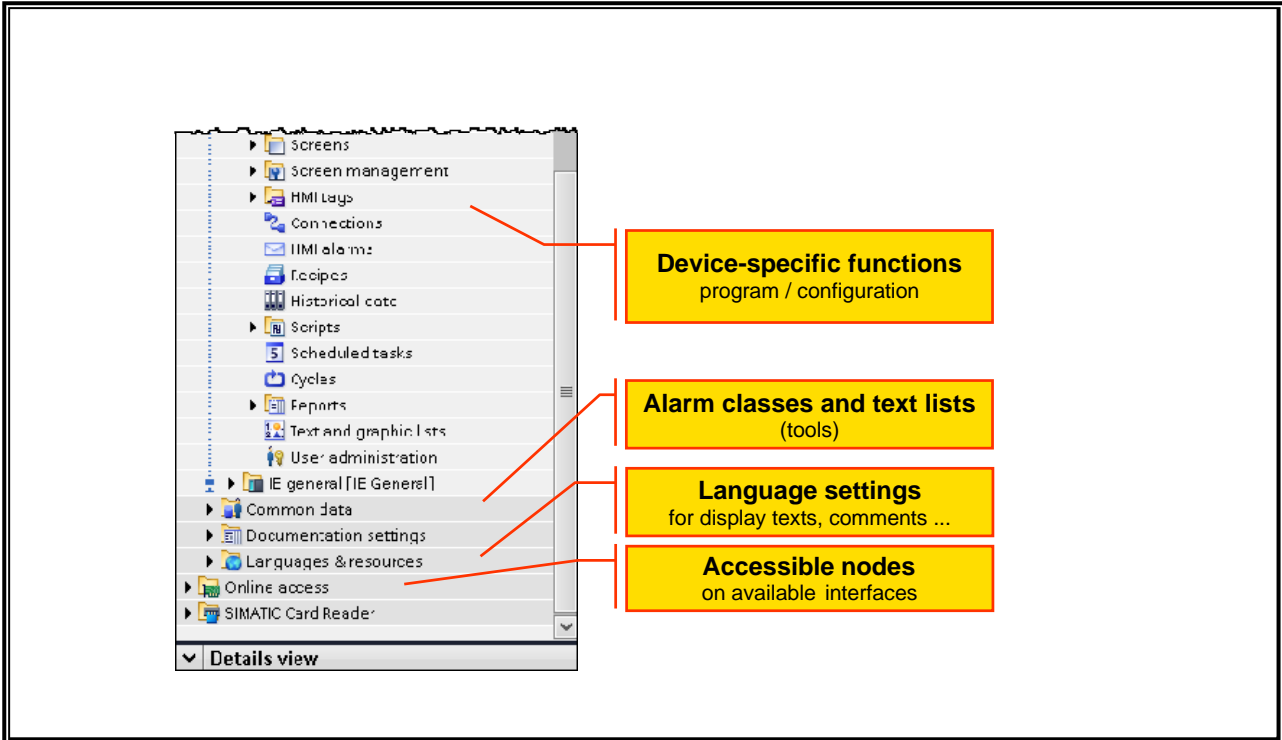 Screens
Screen management
HMI tags
Connections
HMI alarms
Recipes
Historical data
Scripts
Scheduled tasks
Cycles
Reports
Text and graphic lists
User administration
IE general [IE General]
Common data
Documentation settings
Languages & resources
Online access
SIMATIC Card Reader
Details view
Device-specific functions
program / configuration
Alarm classes and text lists
(tools)
Language settings
for display texts, comments ...
Accessible nodes
on available interfaces